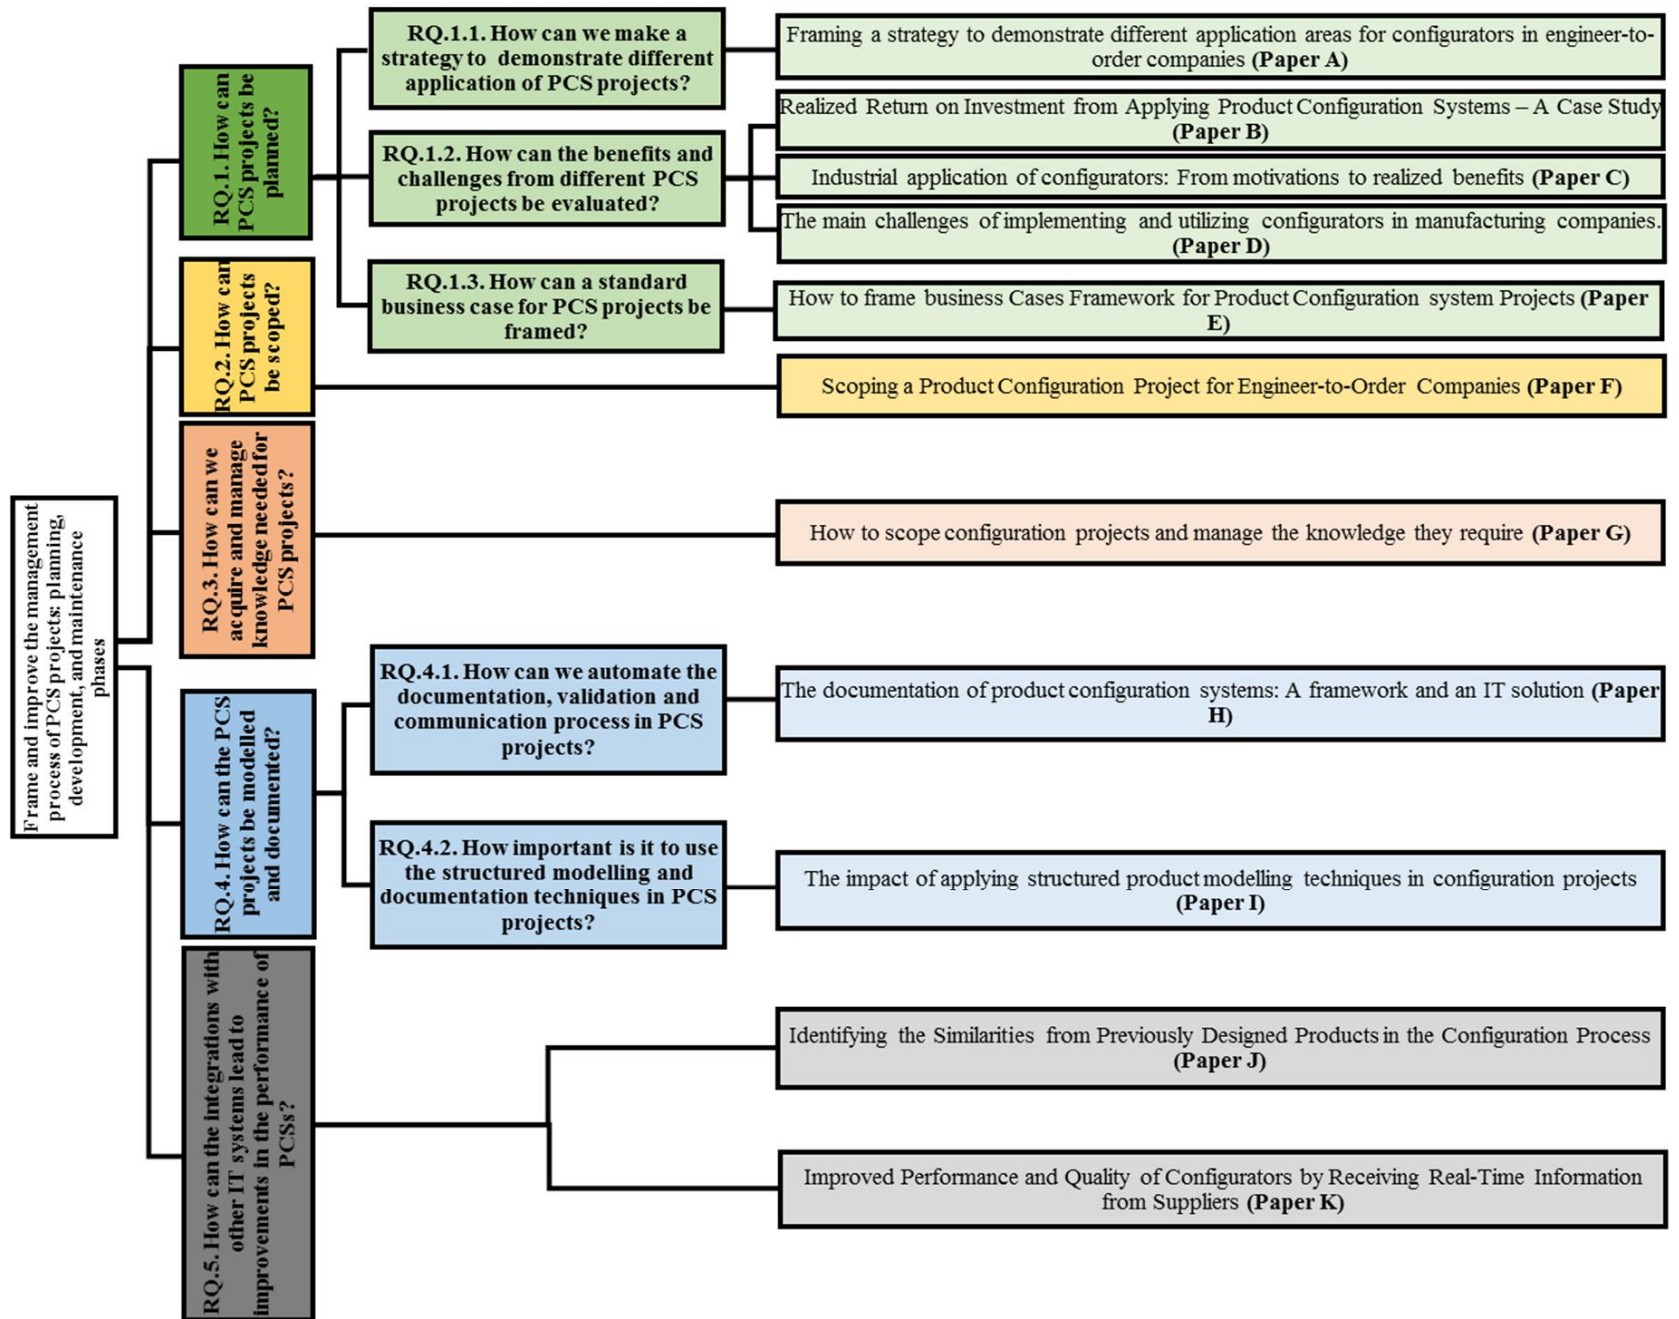 Frame and improve the management
process of PCS projects: planning,
development, and maintenance
phases
RQ.1. How can
PCS projects be
planned?
RQ.1.1. How can we make a
strategy to demonstrate different
application of PCS projects?
Framing a strategy to demonstrate different application areas for configurators in engineer-to-
order companies (Paper A)
RQ.1.2. How can the benefits and
challenges from different PCS
projects be evaluated?
Realized Return on Investment from Applying Product Configuration Systems – A Case Study
(Paper B)
Industrial application of configurators: From motivations to realized benefits (Paper C)
The main challenges of implementing and utilizing configurators in manufacturing companies.
(Paper D)
RQ.1.3. How can a standard
business case for PCS projects be
framed?
How to frame business Cases Framework for Product Configuration system Projects (Paper
E)
RQ.2. How can
PCS projects
be scoped?
Scoping a Product Configuration Project for Engineer-to-Order Companies (Paper F)
RQ.3. How can we
acquire and manage
knowledge needed for
PCS projects?
How to scope configuration projects and manage the knowledge they require (Paper G)
RQ.4. How can the PCS
projects be modelled
and documented?
RQ.4.1. How can we automate the
documentation, validation and
communication process in PCS
projects?
The documentation of product configuration systems: A framework and an IT solution (Paper
H)
RQ.4.2. How important is it to use
the structured modelling and
documentation techniques in PCS
projects?
The impact of applying structured product modelling techniques in configuration projects
(Paper I)
RQ.5. How can the integrations with
other IT systems lead to
improvements in the performance of
PCSs?
Identifying the Similarities from Previously Designed Products in the Configuration Process
(Paper J)
Improved Performance and Quality of Configurators by Receiving Real-Time Information
from Suppliers (Paper K)